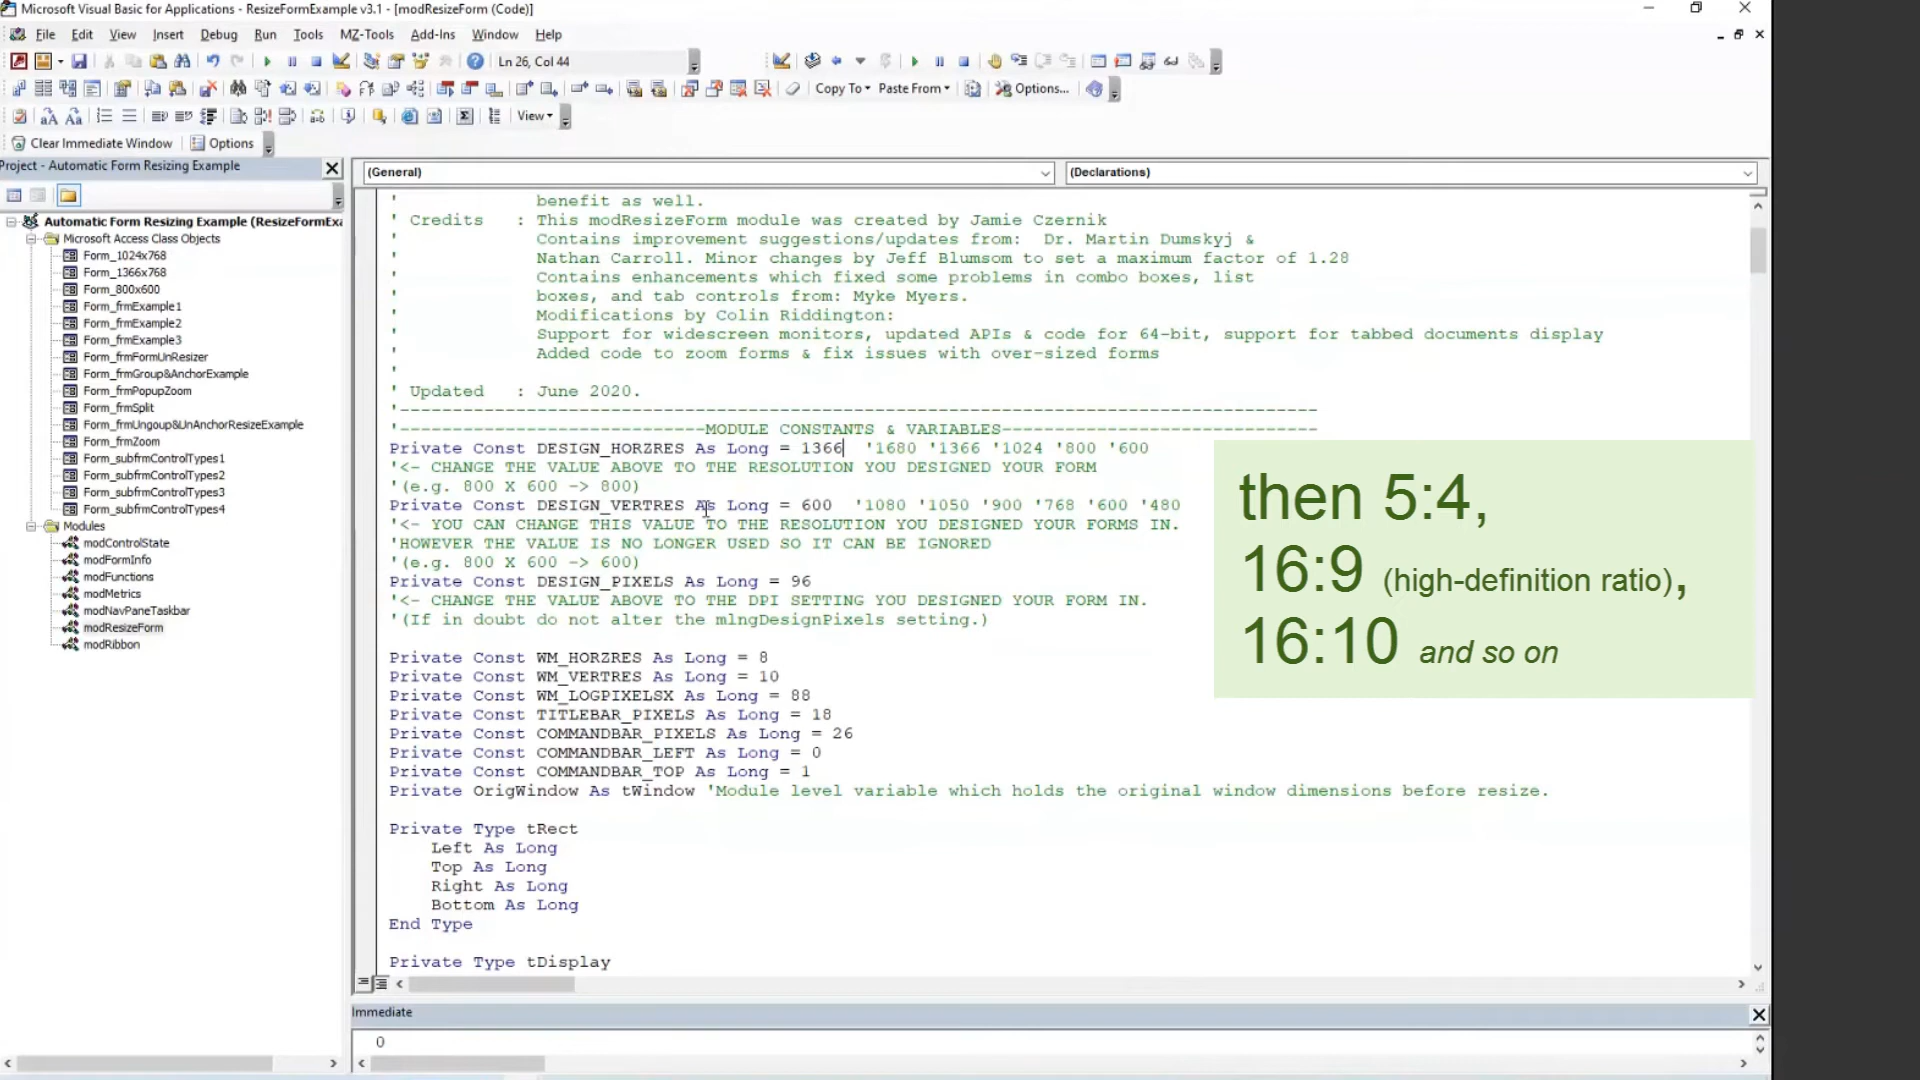 Microsoft Visual Basic for Applications - ResizeFormExample v3.1 - [modResizeForm (Code)]
File Edit View Insert Debug Run Tools MZ-Tools Add-Ins Window Help
Ln 26, Col 44
Copy To Paste From Options...
View
Clear Immediate Window Options
Project - Automatic Form Resizing Example
(General) (Declarations)
Automatic Form Resizing Example (ResizeFormExa
Microsoft Access Class Objects
Form_1024x768
Form_1366x768
Form_800x600
Form_frmExample1
Form_frmExample2
Form_frmExample3
Form_frmFormUnResizer
Form_frmGroup&AnchorExample
Form_frmPopupZoom
Form_frmSplit
Form_frmUngoup&UnAnchorResizeExample
Form_frmZoom
Form_subfrmControlTypes1
Form_subfrmControlTypes2
Form_subfrmControlTypes3
Form_subfrmControlTypes4
Modules
modControlState
modFormInfo
modFunctions
modMetrics
modNavPaneTaskbar
modResizeForm
modRibbon
' benefit as well.
' Credits : This modResizeForm module was created by Jamie Czernik
' Contains improvement suggestions/updates from: Dr. Martin Dumskyj &
' Nathan Carroll. Minor changes by Jeff Blumsom to set a maximum factor of 1.28
' Contains enhancements which fixed some problems in combo boxes, list
' boxes, and tab controls from: Myke Myers.
' Modifications by Colin Riddington:
' Support for widescreen monitors, updated APIs & code for 64-bit, support for tabbed documents display
' Added code to zoom forms & fix issues with over-sized forms
'
' Updated : June 2020.
'---------------------------------------------------------------------------------------
'-----------------------------MODULE CONSTANTS & VARIABLES------------------------------
Private Const DESIGN_HORZRES As Long = 1366 '1680 '1366 '1024 '800 '600
'<- CHANGE THE VALUE ABOVE TO THE RESOLUTION YOU DESIGNED YOUR FORM
'(e.g. 800 X 600 -> 800)
Private Const DESIGN_VERTRES As Long = 600 '1080 '1050 '900 '768 '600 '480
'<- YOU CAN CHANGE THIS VALUE TO THE RESOLUTION YOU DESIGNED YOUR FORMS IN.
'HOWEVER THE VALUE IS NO LONGER USED SO IT CAN BE IGNORED
'(e.g. 800 X 600 -> 600)
Private Const DESIGN_PIXELS As Long = 96
'<- CHANGE THE VALUE ABOVE TO THE DPI SETTING YOU DESIGNED YOUR FORM IN.
'(If in doubt do not alter the mlngDesignPixels setting.)
Private Const WM_HORZRES As Long = 8
Private Const WM_VERTRES As Long = 10
Private Const WM_LOGPIXELSX As Long = 88
Private Const TITLEBAR_PIXELS As Long = 18
Private Const COMMANDBAR_PIXELS As Long = 26
Private Const COMMANDBAR_LEFT As Long = 0
Private Const COMMANDBAR_TOP As Long = 1
Private OrigWindow As tWindow 'Module level variable which holds the original window dimensions before resize.
Private Type tRect
Left As Long
Top As Long
Right As Long
Bottom As Long
End Type
Private Type tDisplay
then 5:4,
16:9 (high-definition ratio),
16:10 and so on
Immediate
0